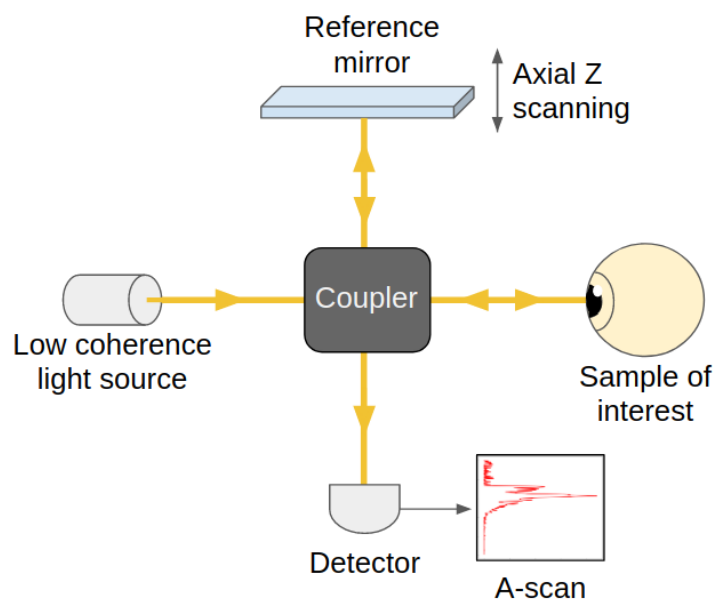 Reference
mirror
Axial Z
scanning
Coupler
Low coherence
light source
Sample of
interest
Detector
A-scan